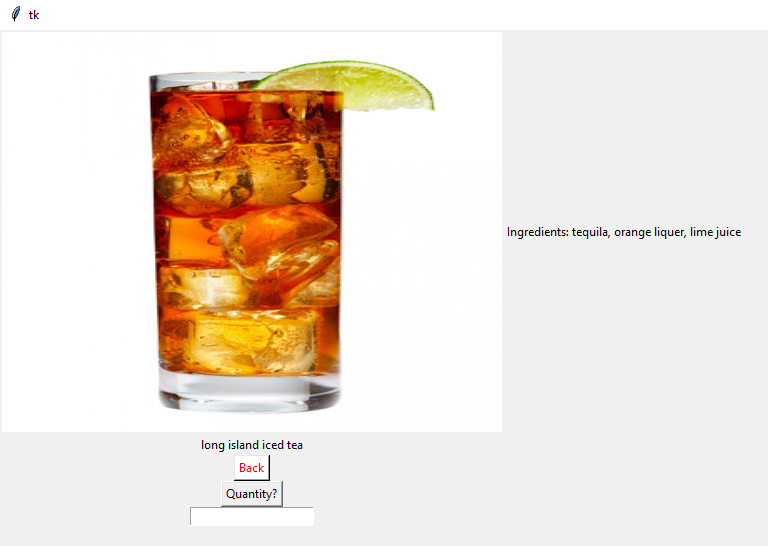 tk
Ingredients: tequila, orange liquer, lime juice
long island iced tea
Back
Quantity?